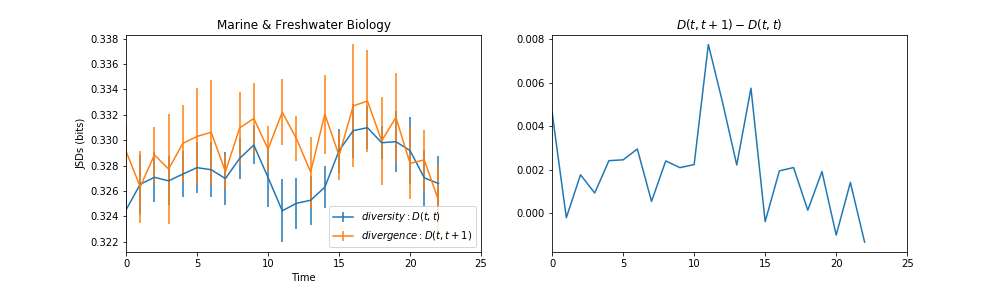 Marine & Freshwater Biology
JSDs (bits)
0.338
0.336
0.334
0.332
0.330
0.328
0.326
0.324
0.322
0 5 10 15 20 25
Time
diversity : D(t, t)
divergence : D(t, t + 1)
D(t, t + 1) − D(t, t)
0.008
0.006
0.004
0.002
0.000
0 5 10 15 20 25